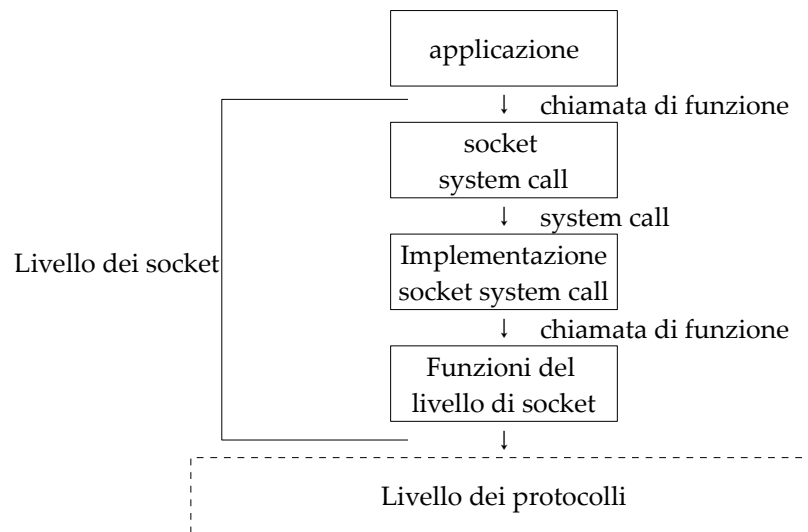 applicazione
chiamata di funzione
socket
system call
system call
Livello dei socket
Implementazione
socket system call
chiamata di funzione
Funzioni del
livello di socket
Livello dei protocolli